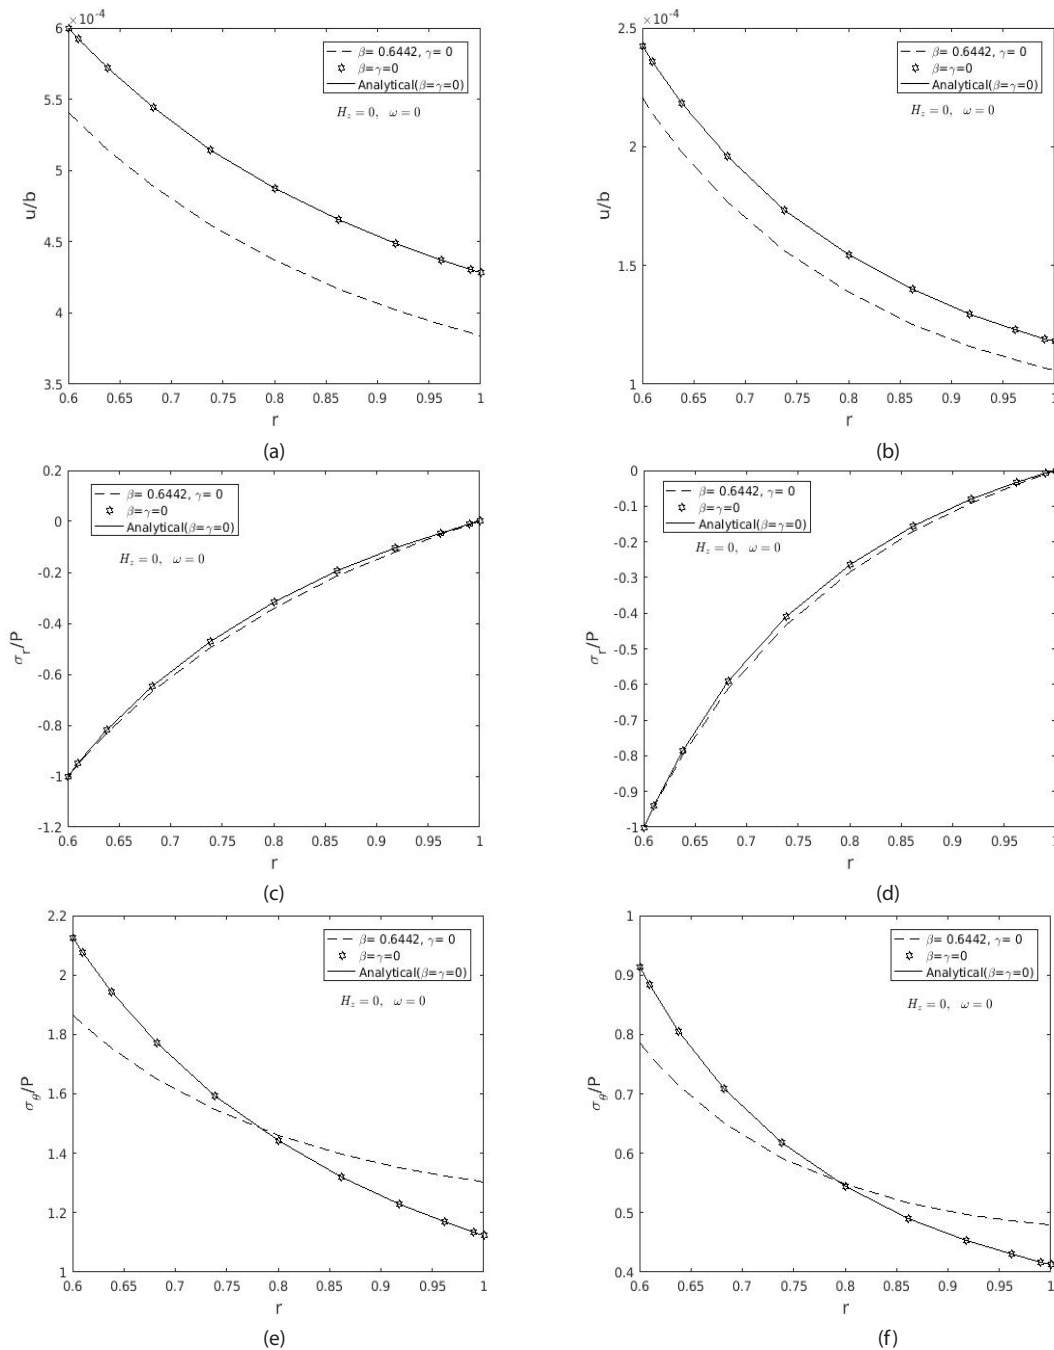 ×10⁻⁴
6
5.5
5
4.5
4
3.5
u/b
0.6 0.65 0.7 0.75 0.8 0.85 0.9 0.95 1
r
β= 0.6442, γ= 0
β=γ=0
Analytical(β=γ=0)
H_z = 0, ω = 0
(a)
×10⁻⁴
2.5
2
1.5
1
u/b
0.6 0.65 0.7 0.75 0.8 0.85 0.9 0.95 1
r
β= 0.6442, γ= 0
β=γ=0
Analytical(β=γ=0)
H_z = 0, ω = 0
(b)
0.2
0
-0.2
-0.4
-0.6
-0.8
-1
-1.2
σ_r/P
0.6 0.65 0.7 0.75 0.8 0.85 0.9 0.95 1
r
β= 0.6442, γ= 0
β=γ=0
Analytical(β=γ=0)
H_z = 0, ω = 0
(c)
0
-0.1
-0.2
-0.3
-0.4
-0.5
-0.6
-0.7
-0.8
-0.9
-1
σ_r/P
0.6 0.65 0.7 0.75 0.8 0.85 0.9 0.95 1
r
β= 0.6442, γ= 0
β=γ=0
Analytical(β=γ=0)
H_z = 0, ω = 0
(d)
2.2
2
1.8
1.6
1.4
1.2
1
σ_θ/P
0.6 0.65 0.7 0.75 0.8 0.85 0.9 0.95 1
r
β= 0.6442, γ= 0
β=γ=0
Analytical(β=γ=0)
H_z = 0, ω = 0
(e)
1
0.9
0.8
0.7
0.6
0.5
0.4
σ_θ/P
0.6 0.65 0.7 0.75 0.8 0.85 0.9 0.95 1
r
β= 0.6442, γ= 0
β=γ=0
Analytical(β=γ=0)
H_z = 0, ω = 0
(f)